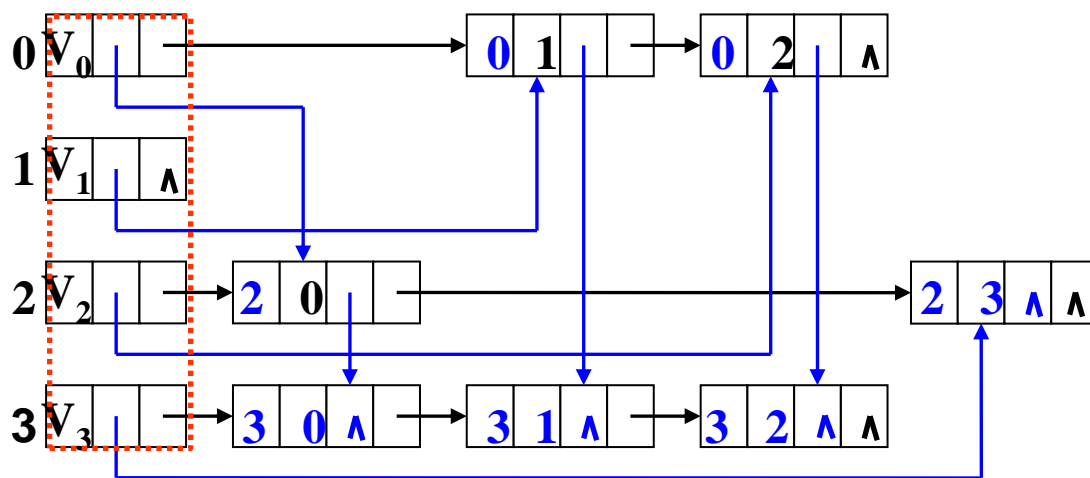 0 V0 0 1 0 2 ∧
1 V1 ∧
2 V2 2 0 2 3 ∧ ∧
3 V3 3 0 ∧ 3 1 ∧ 3 2 ∧ ∧